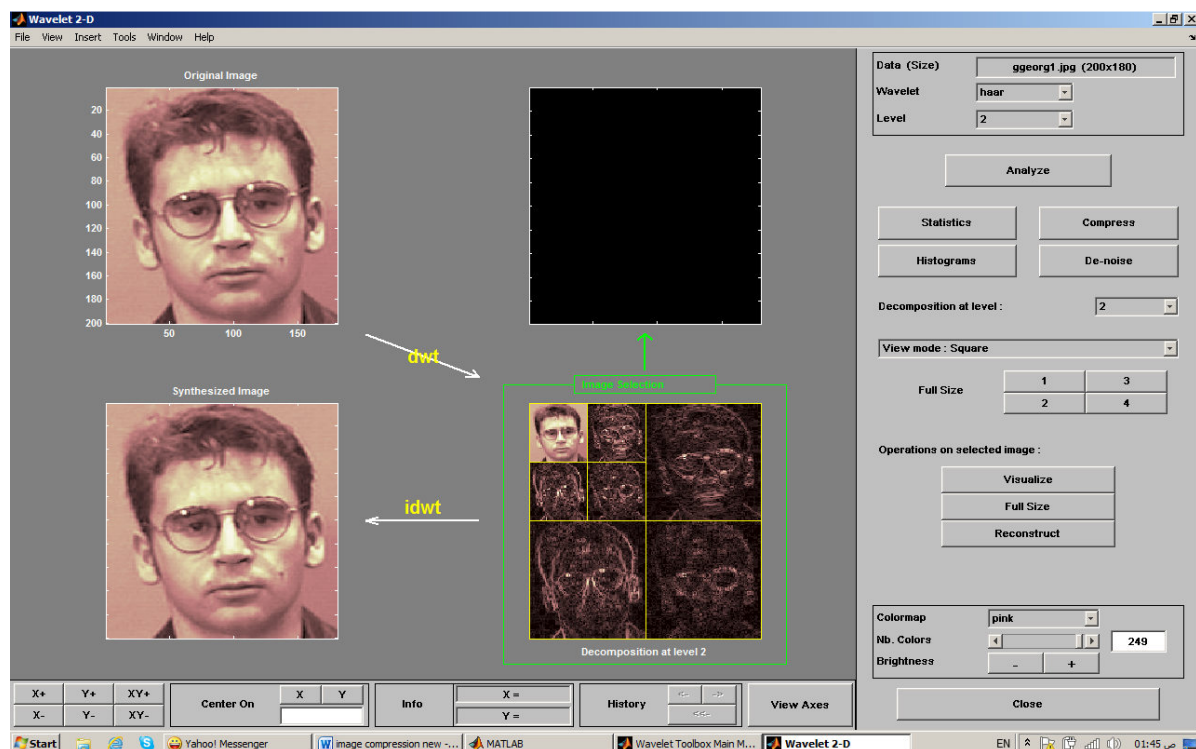 Wavelet 2-D
File View Insert Tools Window Help
Original Image
20
40
60
80
100
120
140
160
180
200
50 100 150
dwt
Synthesized Image
idwt
Image Selection
Decomposition at level 2
Data (Size) ggeorg1.jpg (200x180)
Wavelet haar
Level 2
Analyze
Statistics Compress
Histograms De-noise
Decomposition at level : 2
View mode : Square
Full Size 1 3
2 4
Operations on selected image :
Visualize
Full Size
Reconstruct
Colormap pink
Nb. Colors 249
Brightness - +
Close
X+ Y+ XY+
X- Y- XY-
Center On X Y
Info X =
Y =
History <- ->
<<-
View Axes
Start Yahoo! Messenger image compression new -... MATLAB Wavelet Toolbox Main M... Wavelet 2-D EN 01:45 ص